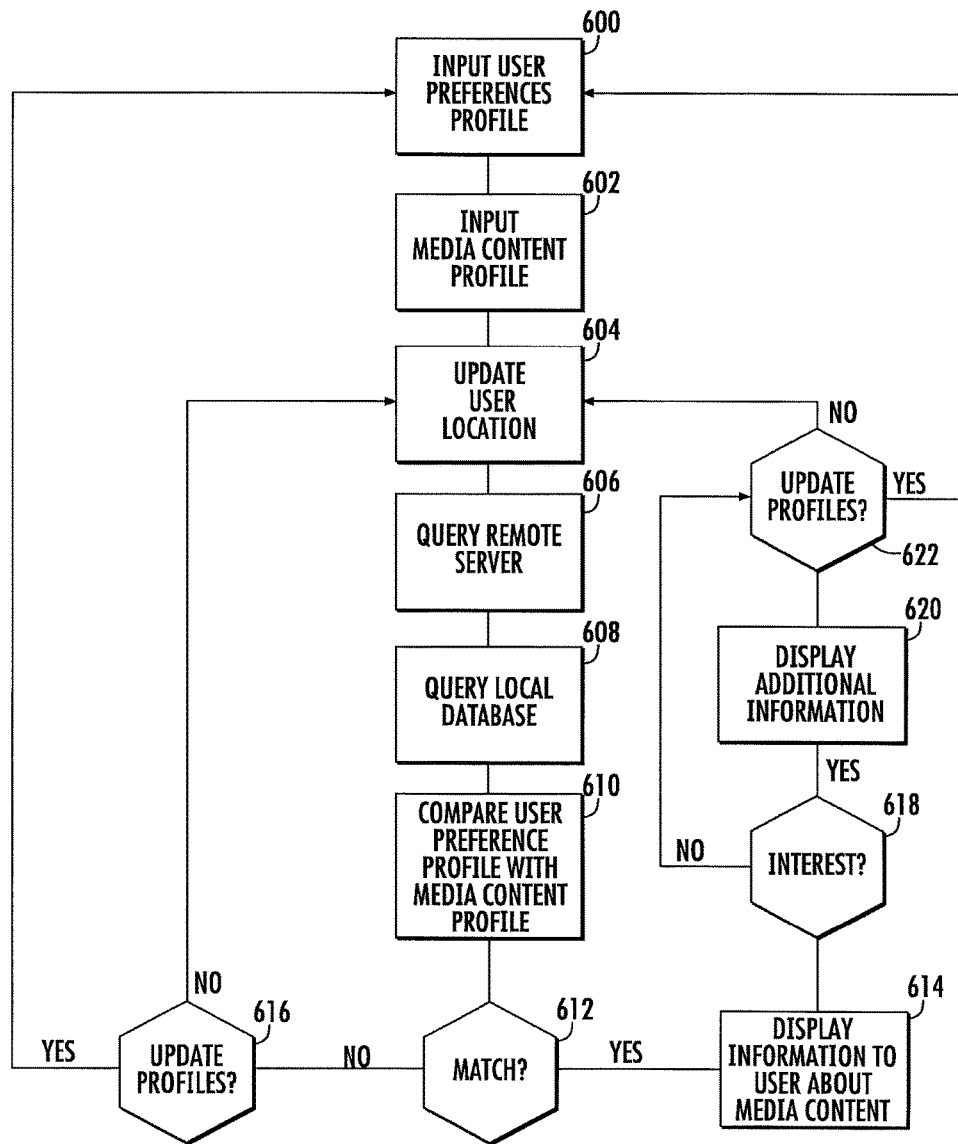 600
INPUT USER
PREFERENCES
PROFILE
602
INPUT
MEDIA CONTENT
PROFILE
604
UPDATE
USER
LOCATION
606
QUERY REMOTE
SERVER
608
QUERY LOCAL
DATABASE
610
COMPARE USER
PREFERENCE
PROFILE WITH
MEDIA CONTENT
PROFILE
612
MATCH?
NO
YES
616
UPDATE
PROFILES?
NO
YES
614
DISPLAY
INFORMATION TO
USER ABOUT
MEDIA CONTENT
618
INTEREST?
NO
YES
620
DISPLAY
ADDITIONAL
INFORMATION
622
UPDATE
PROFILES?
NO
YES